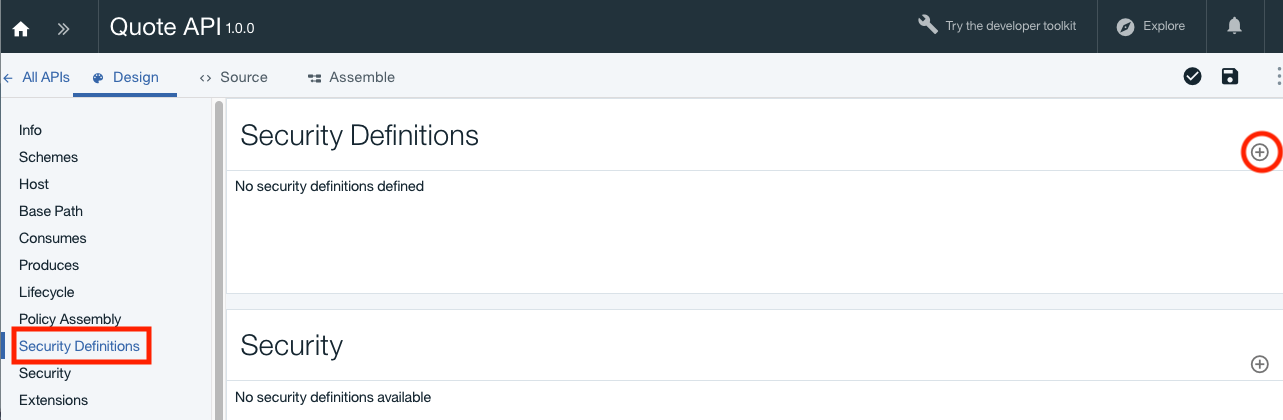 Quote API 1.0.0
Try the developer toolkit
Explore
All APIs
Design
Source
Assemble
Info
Schemes
Host
Base Path
Consumes
Produces
Lifecycle
Policy Assembly
Security Definitions
Security
Extensions
Security Definitions
No security definitions defined
Security
No security definitions available